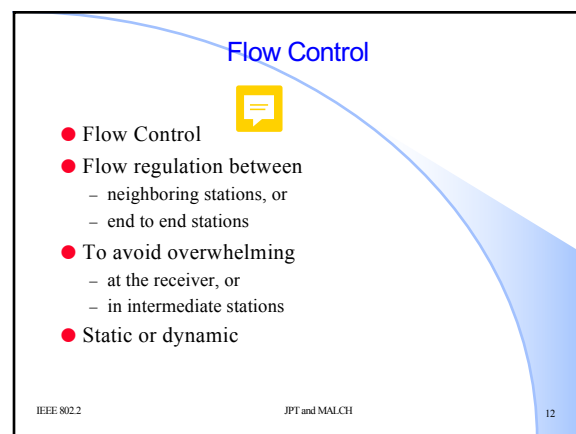 Flow Control
● Flow Control
● Flow regulation between
– neighboring stations, or
– end to end stations
● To avoid overwhelming
– at the receiver, or
– in intermediate stations
● Static or dynamic
IEEE 802.2
JPT and MALCH
12